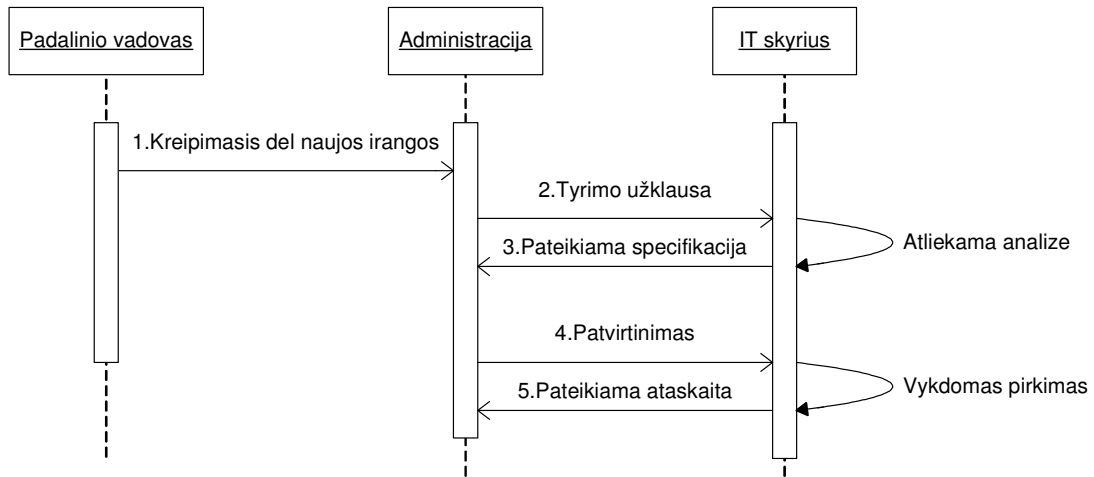 Padalinio vadovas
Administracija
IT skyrius
1.Kreipimasis del naujos irangos
2.Tyrimo užklausa
Atliekama analize
3.Pateikiama specifikacija
4.Patvirtinimas
Vykdomas pirkimas
5.Pateikiama ataskaita